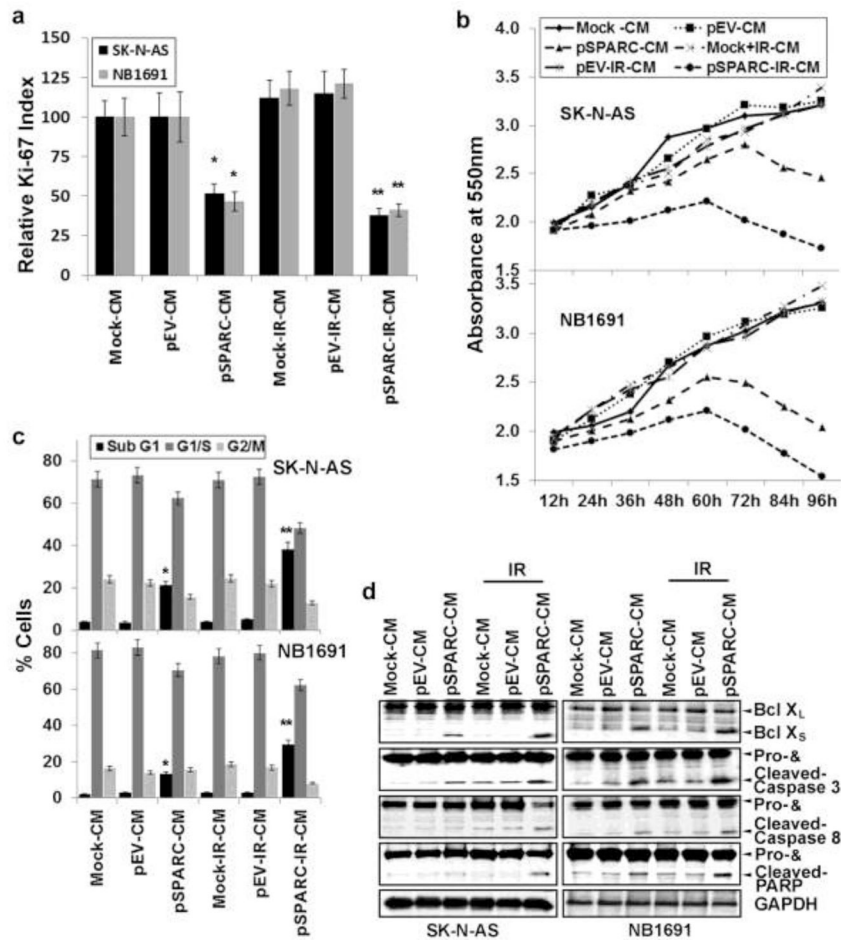 a
Relative Ki-67 Index
150
125
100
75
50
25
0
SK-N-AS
NB1691
*
*
**
**
Mock-CM
pEV-CM
pSPARC-CM
Mock-IR-CM
pEV-IR-CM
pSPARC-IR-CM
b
Mock -CM
pEV-CM
pSPARC-CM
Mock+IR-CM
pEV-IR-CM
pSPARC-IR-CM
Absorbance at 550nm
4.0
3.5
3.0
2.5
2.0
1.5
SK-N-AS
4.0
3.5
3.0
2.5
2.0
1.5
NB1691
12h 24h 36h 48h 60h 72h 84h 96h
c
Sub G1 G1/S G2/M
% Cells
80
60
40
20
0
SK-N-AS
*
**
80
60
40
20
0
NB1691
*
**
Mock-CM
pEV-CM
pSPARC-CM
Mock-IR-CM
pEV-IR-CM
pSPARC-IR-CM
d
IR
IR
Mock-CM
pEV-CM
pSPARC-CM
Mock-CM
pEV-CM
pSPARC-CM
Mock-CM
pEV-CM
pSPARC-CM
Mock-CM
pEV-CM
pSPARC-CM
Bcl XL
Bcl XS
Pro-&
Cleaved-
Caspase 3
Pro-&
Cleaved-
Caspase 8
Pro-&
Cleaved-
PARP
GAPDH
SK-N-AS
NB1691